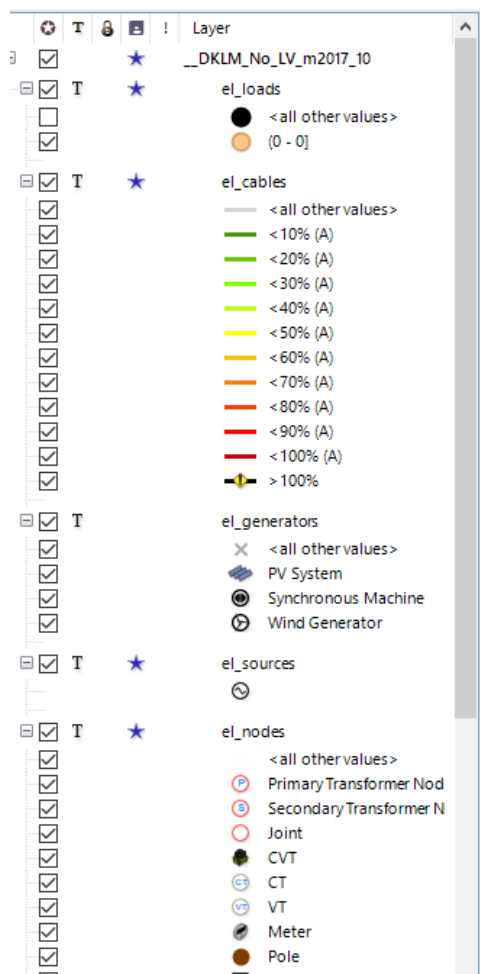 T ! Layer
__DKLM_No_LV_m2017_10
T el_loads
<all other values>
(0 - 0]
T el_cables
<all other values>
<10% (A)
<20% (A)
<30% (A)
<40% (A)
<50% (A)
<60% (A)
<70% (A)
<80% (A)
<90% (A)
<100% (A)
>100%
T el_generators
<all other values>
PV System
Synchronous Machine
Wind Generator
T el_sources
T el_nodes
<all other values>
P Primary Transformer Nod
S Secondary Transformer N
Joint
CVT
CT CT
VT VT
Meter
Pole